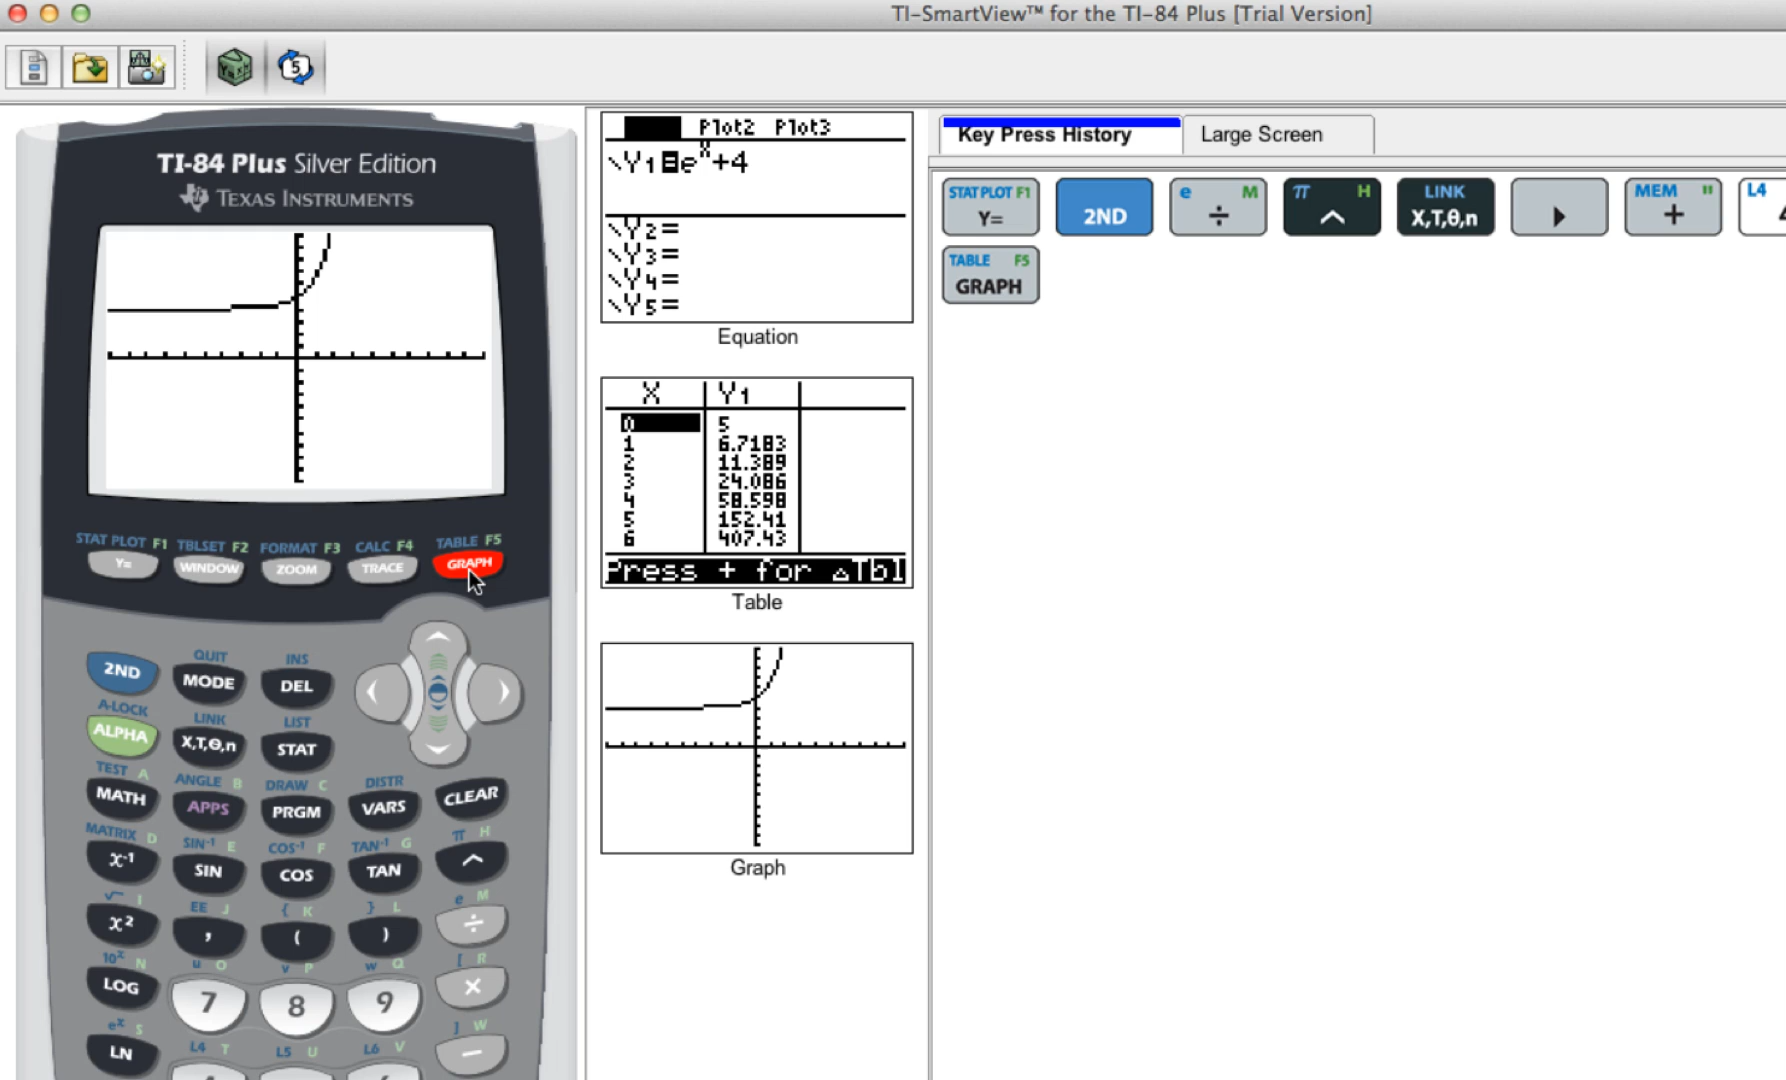 TI-SmartView™ for the TI-84 Plus [Trial Version]
5
TI-84 Plus Silver Edition
TEXAS INSTRUMENTS
STAT PLOT F1 TBLSET F2 FORMAT F3 CALC F4 TABLE F5
Y= WINDOW ZOOM TRACE GRAPH
QUIT INS
2ND MODE DEL
A-LOCK LINK LIST
ALPHA X,T,Θ,n STAT
TEST A ANGLE B DRAW C DISTR
MATH APPS PRGM VARS CLEAR
MATRIX D SIN-1 E COS-1 F TAN-1 G π H
x-1 SIN COS TAN ^
√ I EE J { K } L e M
x2 , ( ) ÷
10x N u O v P w Q [ R
LOG 7 8 9 ×
ex S L4 T L5 U L6 V ] W
LN −
Plot2 Plot3
\Y1=e^x+4
\Y2=
\Y3=
\Y4=
\Y5=
Equation
X Y1
0 5
1 6.7183
2 11.389
3 24.086
4 58.598
5 152.41
6 407.43
Press + for △Tbl
Table
Graph
Key Press History Large Screen
STAT PLOT F1 e M π H LINK MEM " L4
Y= 2ND ÷ ^ X,T,θ,n + 
TABLE F5
GRAPH